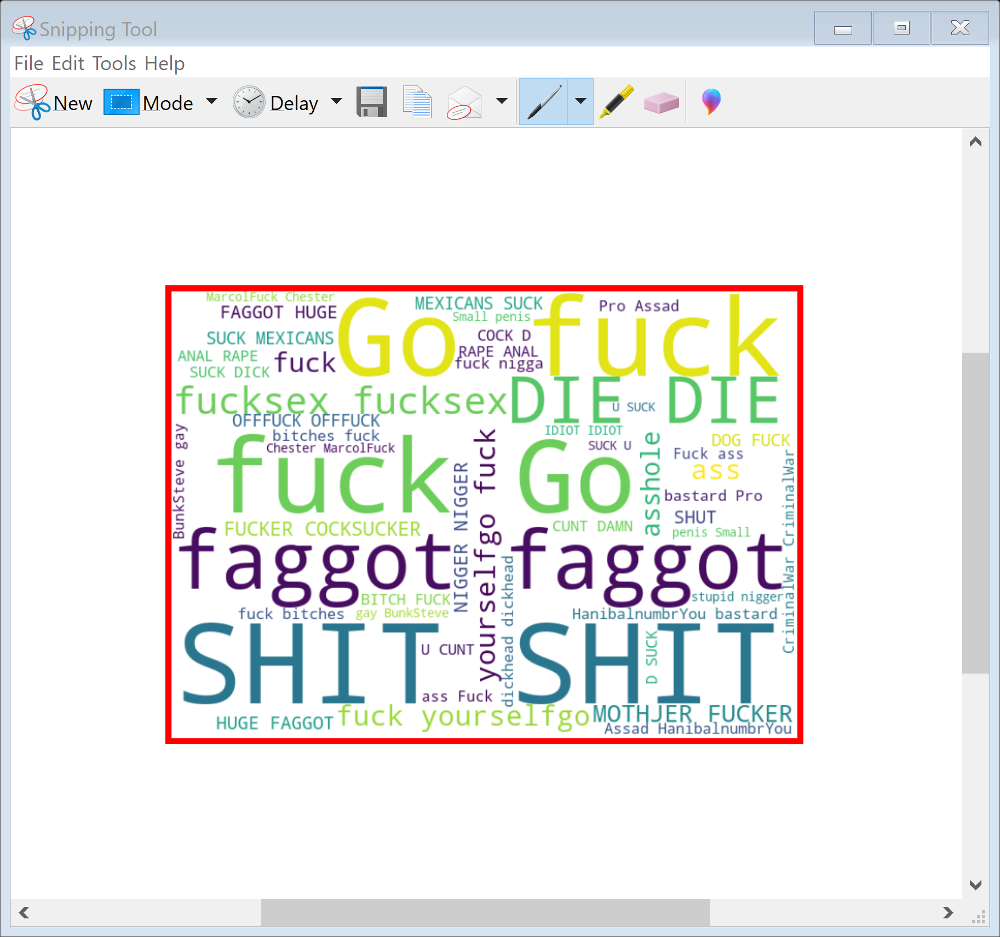 Snipping Tool
File Edit Tools Help
New Mode Delay
MarcolFuck Chester
FAGGOT HUGE
Go fuck
MEXICANS SUCK
Small penis
Pro Assad
SUCK MEXICANS
COCK D
ANAL RAPE
fuck
RAPE ANAL
fuck nigga
SUCK DICK
fucksex fucksex
DIE DIE
U SUCK
OFFFUCK OFFFUCK
IDIOT IDIOT
bitches fuck
Chester MarcolFuck
SUCK U
DOG FUCK
BunkSteve gay
fuck Go
asshole
Fuck ass
ass
NIGGER NIGGER
yourselfgo fuck
bastard Pro
CriminalWar CriminalWar
FUCKER COCKSUCKER
CUNT DAMN
SHUT
penis Small
faggot faggot
dickhead dickhead
BITCH FUCK
stupid nigger
fuck bitches
gay BunkSteve
HanibalnumbrYou bastard
SHIT SHIT
U CUNT
D SUCK
ass Fuck
HUGE FAGGOT
fuck yourselfgo
MOTHJER FUCKER
Assad HanibalnumbrYou